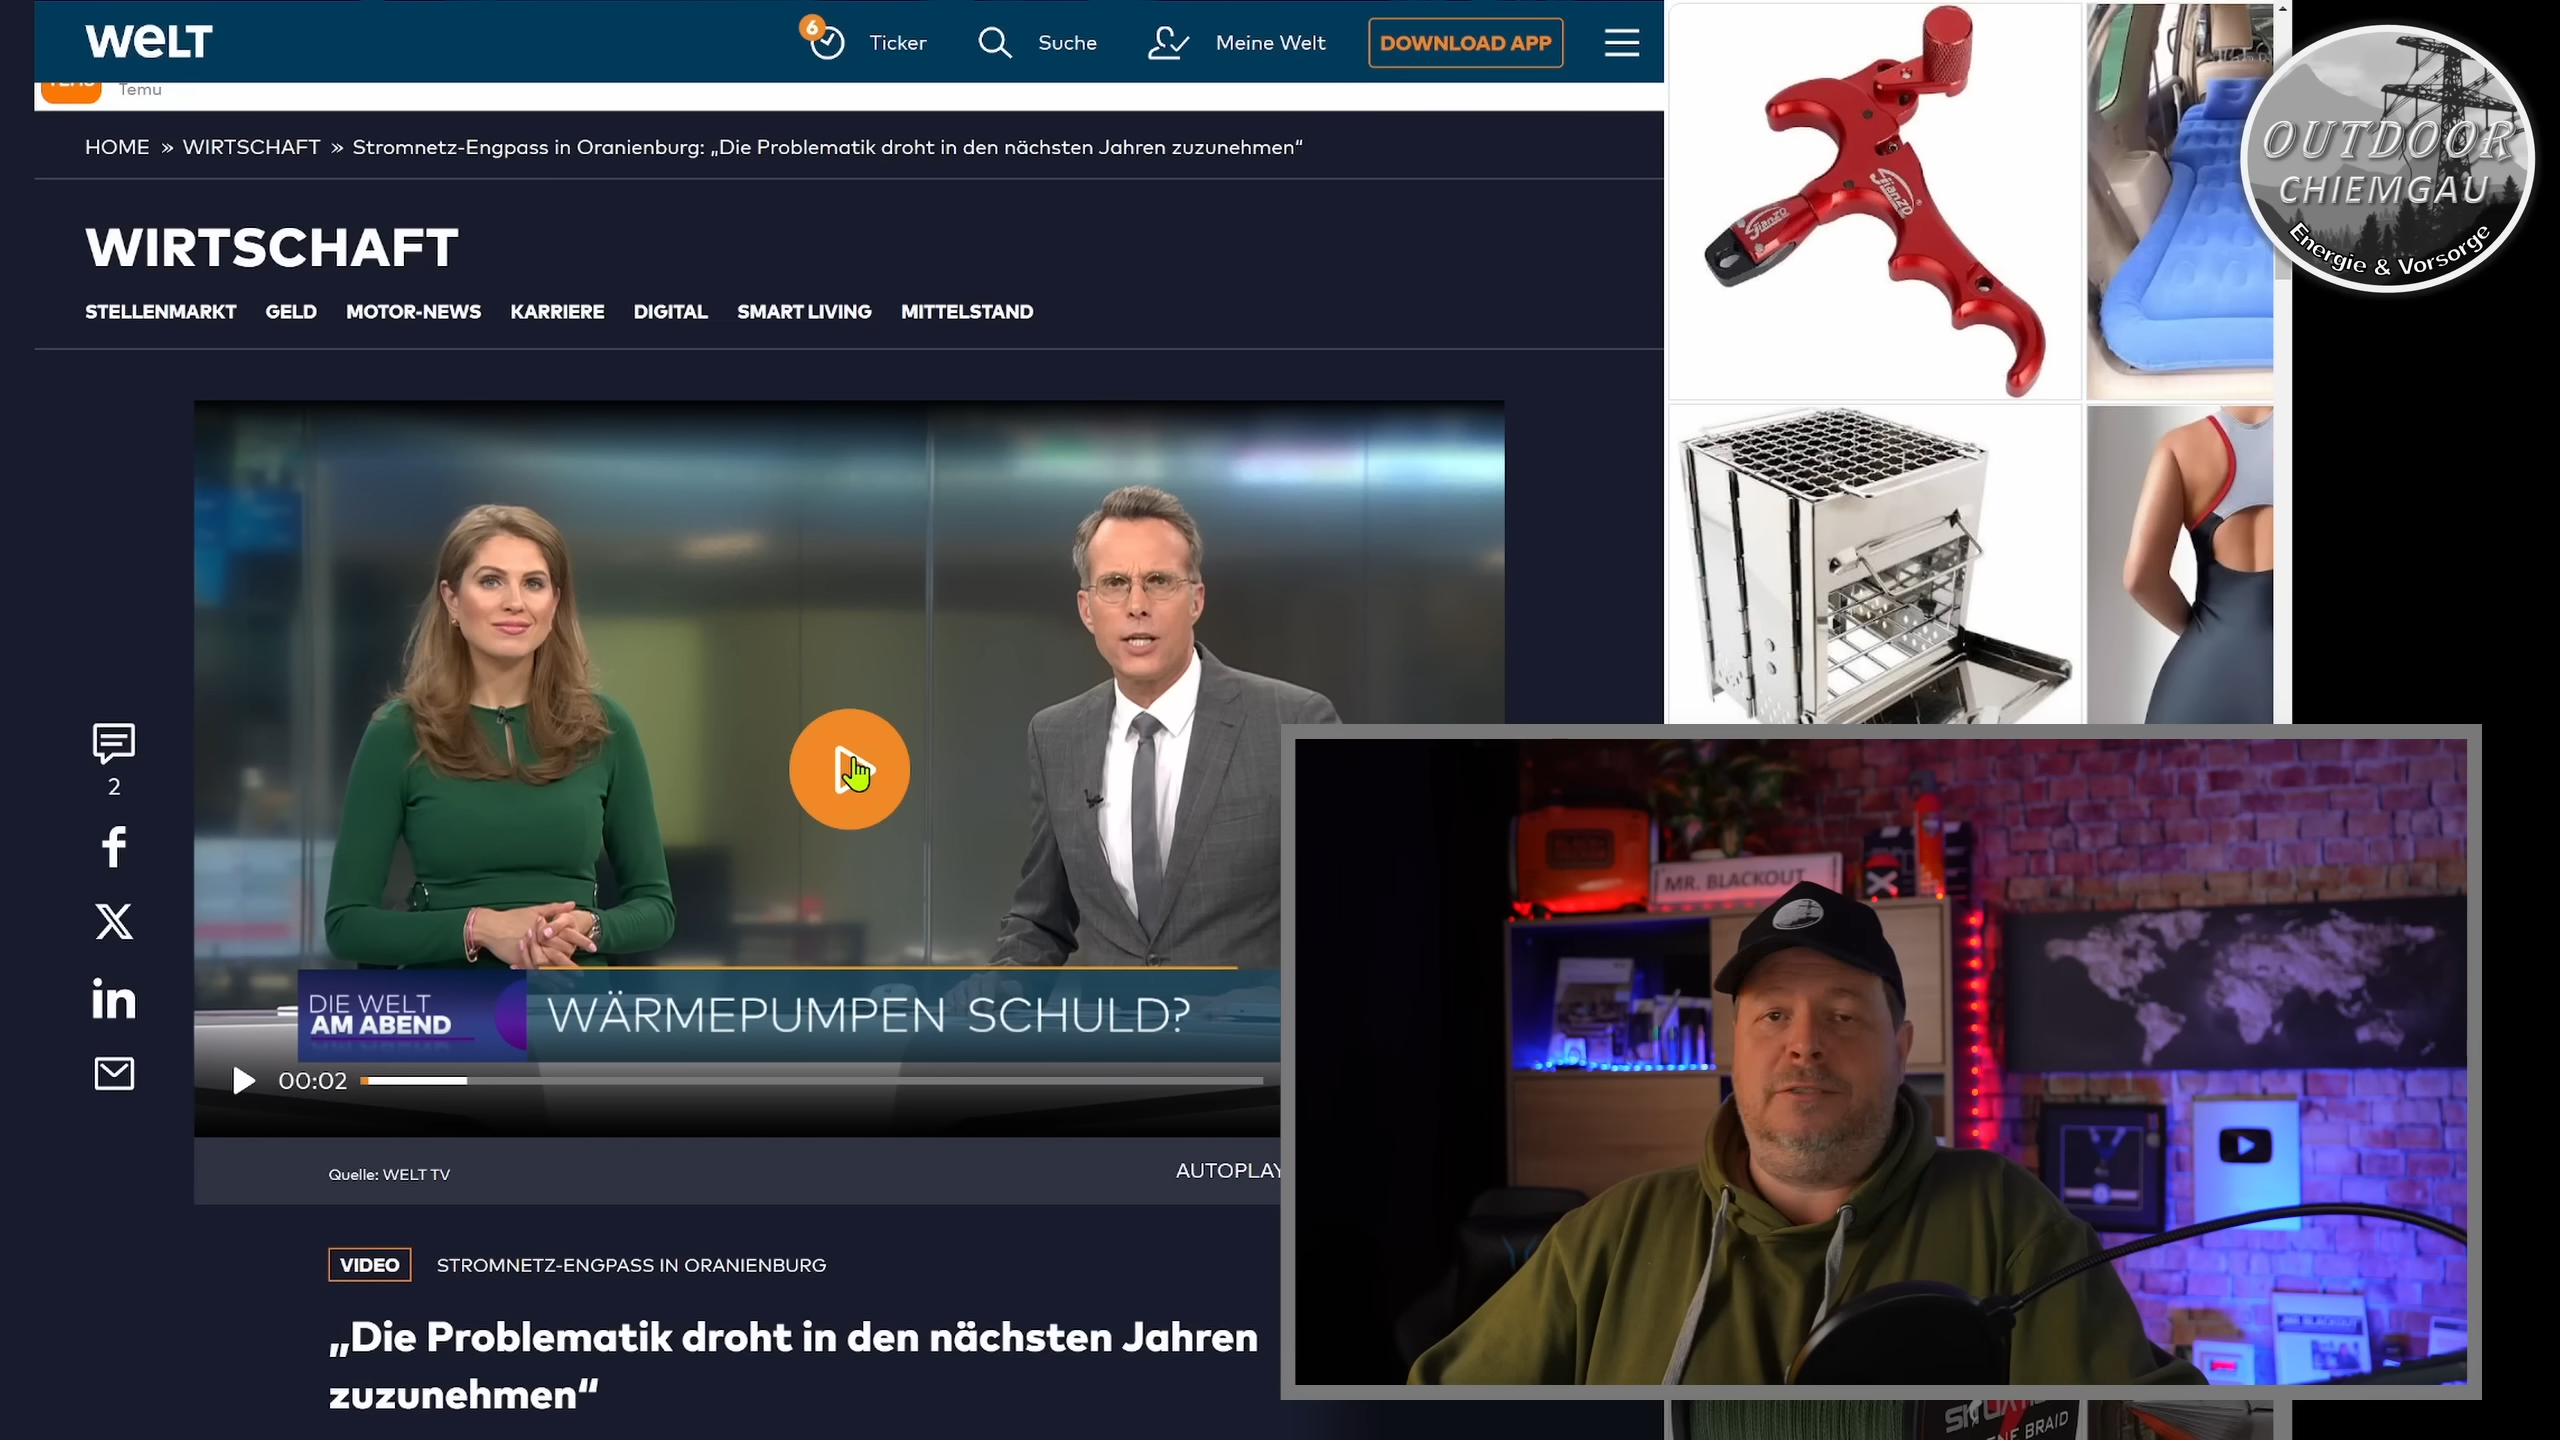 WELT
6
Ticker
Suche
Meine Welt
DOWNLOAD APP
Temu
HOME » WIRTSCHAFT » Stromnetz-Engpass in Oranienburg: „Die Problematik droht in den nächsten Jahren zuzunehmen“
WIRTSCHAFT
STELLENMARKT GELD MOTOR-NEWS KARRIERE DIGITAL SMART LIVING MITTELSTAND
OUTDOOR
CHIEMGAU
Energie & Vorsorge
Jianzo
Jianzo
2
DIE WELT
AM ABEND
WÄRMEPUMPEN SCHULD?
00:02
Quelle: WELT TV
AUTOPLAY
MR. BLACKOUT
VIDEO
STROMNETZ-ENGPASS IN ORANIENBURG
„Die Problematik droht in den nächsten Jahren
zuzunehmen“
BRAID